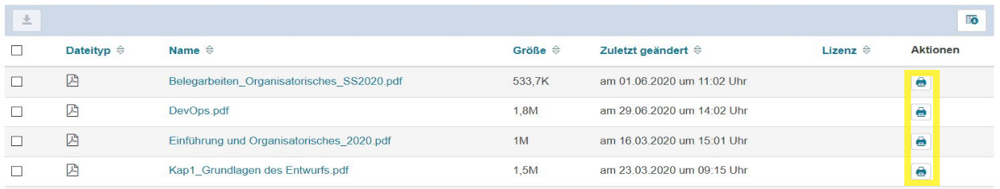 Dateityp Name Größe Zuletzt geändert Lizenz Aktionen
Belegarbeiten_Organisatorisches_SS2020.pdf 533,7K am 01.06.2020 um 11:02 Uhr
DevOps.pdf 1,8M am 29.06.2020 um 14:02 Uhr
Einführung und Organisatorisches_2020.pdf 1M am 16.03.2020 um 15:01 Uhr
Kap1_Grundlagen des Entwurfs.pdf 1,5M am 23.03.2020 um 09:15 Uhr